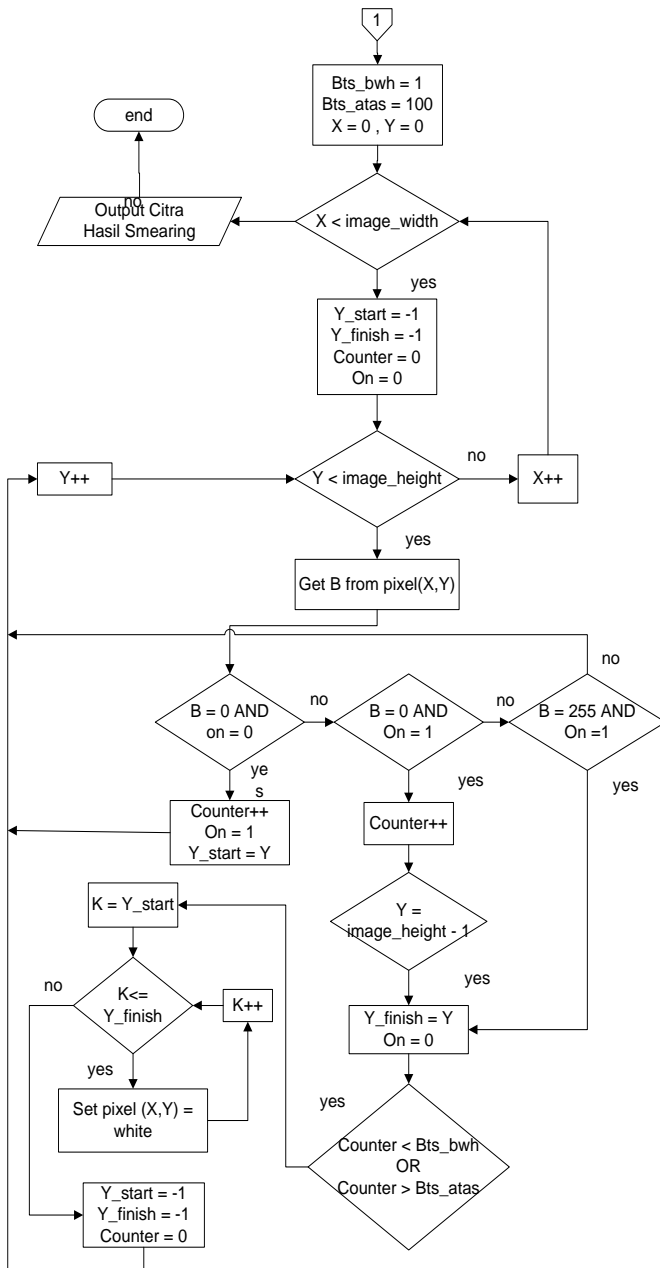 1
Bts_bwh = 1
Bts_atas = 100
X = 0 , Y = 0
end
no
Output Citra
Hasil Smearing
X < image_width
yes
Y_start = -1
Y_finish = -1
Counter = 0
On = 0
Y++
Y < image_height
no
X++
yes
Get B from pixel(X,Y)
no
B = 0 AND
on = 0
no
B = 0 AND
On = 1
no
B = 255 AND
On =1
ye
s
yes
yes
Counter++
On = 1
Y_start = Y
Counter++
K = Y_start
Y =
image_height - 1
no
K<=
Y_finish
K++
yes
Y_finish = Y
On = 0
yes
Set pixel (X,Y) =
white
yes
Counter < Bts_bwh
OR
Counter > Bts_atas
Y_start = -1
Y_finish = -1
Counter = 0